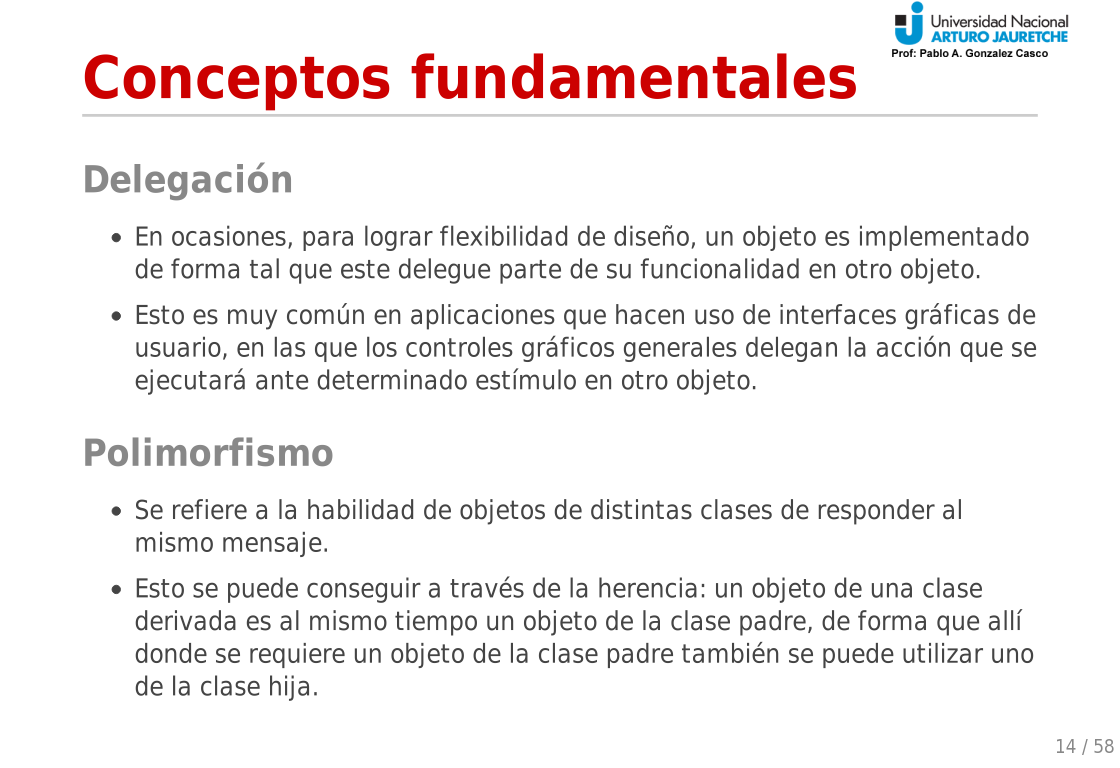 Universidad Nacional
ARTURO JAURETCHE
Prof: Pablo A. Gonzalez Casco
Conceptos fundamentales
Delegación
• En ocasiones, para lograr flexibilidad de diseño, un objeto es implementado
de forma tal que este delegue parte de su funcionalidad en otro objeto.
• Esto es muy común en aplicaciones que hacen uso de interfaces gráficas de
usuario, en las que los controles gráficos generales delegan la acción que se
ejecutará ante determinado estímulo en otro objeto.
Polimorfismo
• Se refiere a la habilidad de objetos de distintas clases de responder al
mismo mensaje.
• Esto se puede conseguir a través de la herencia: un objeto de una clase
derivada es al mismo tiempo un objeto de la clase padre, de forma que allí
donde se requiere un objeto de la clase padre también se puede utilizar uno
de la clase hija.
14 / 58